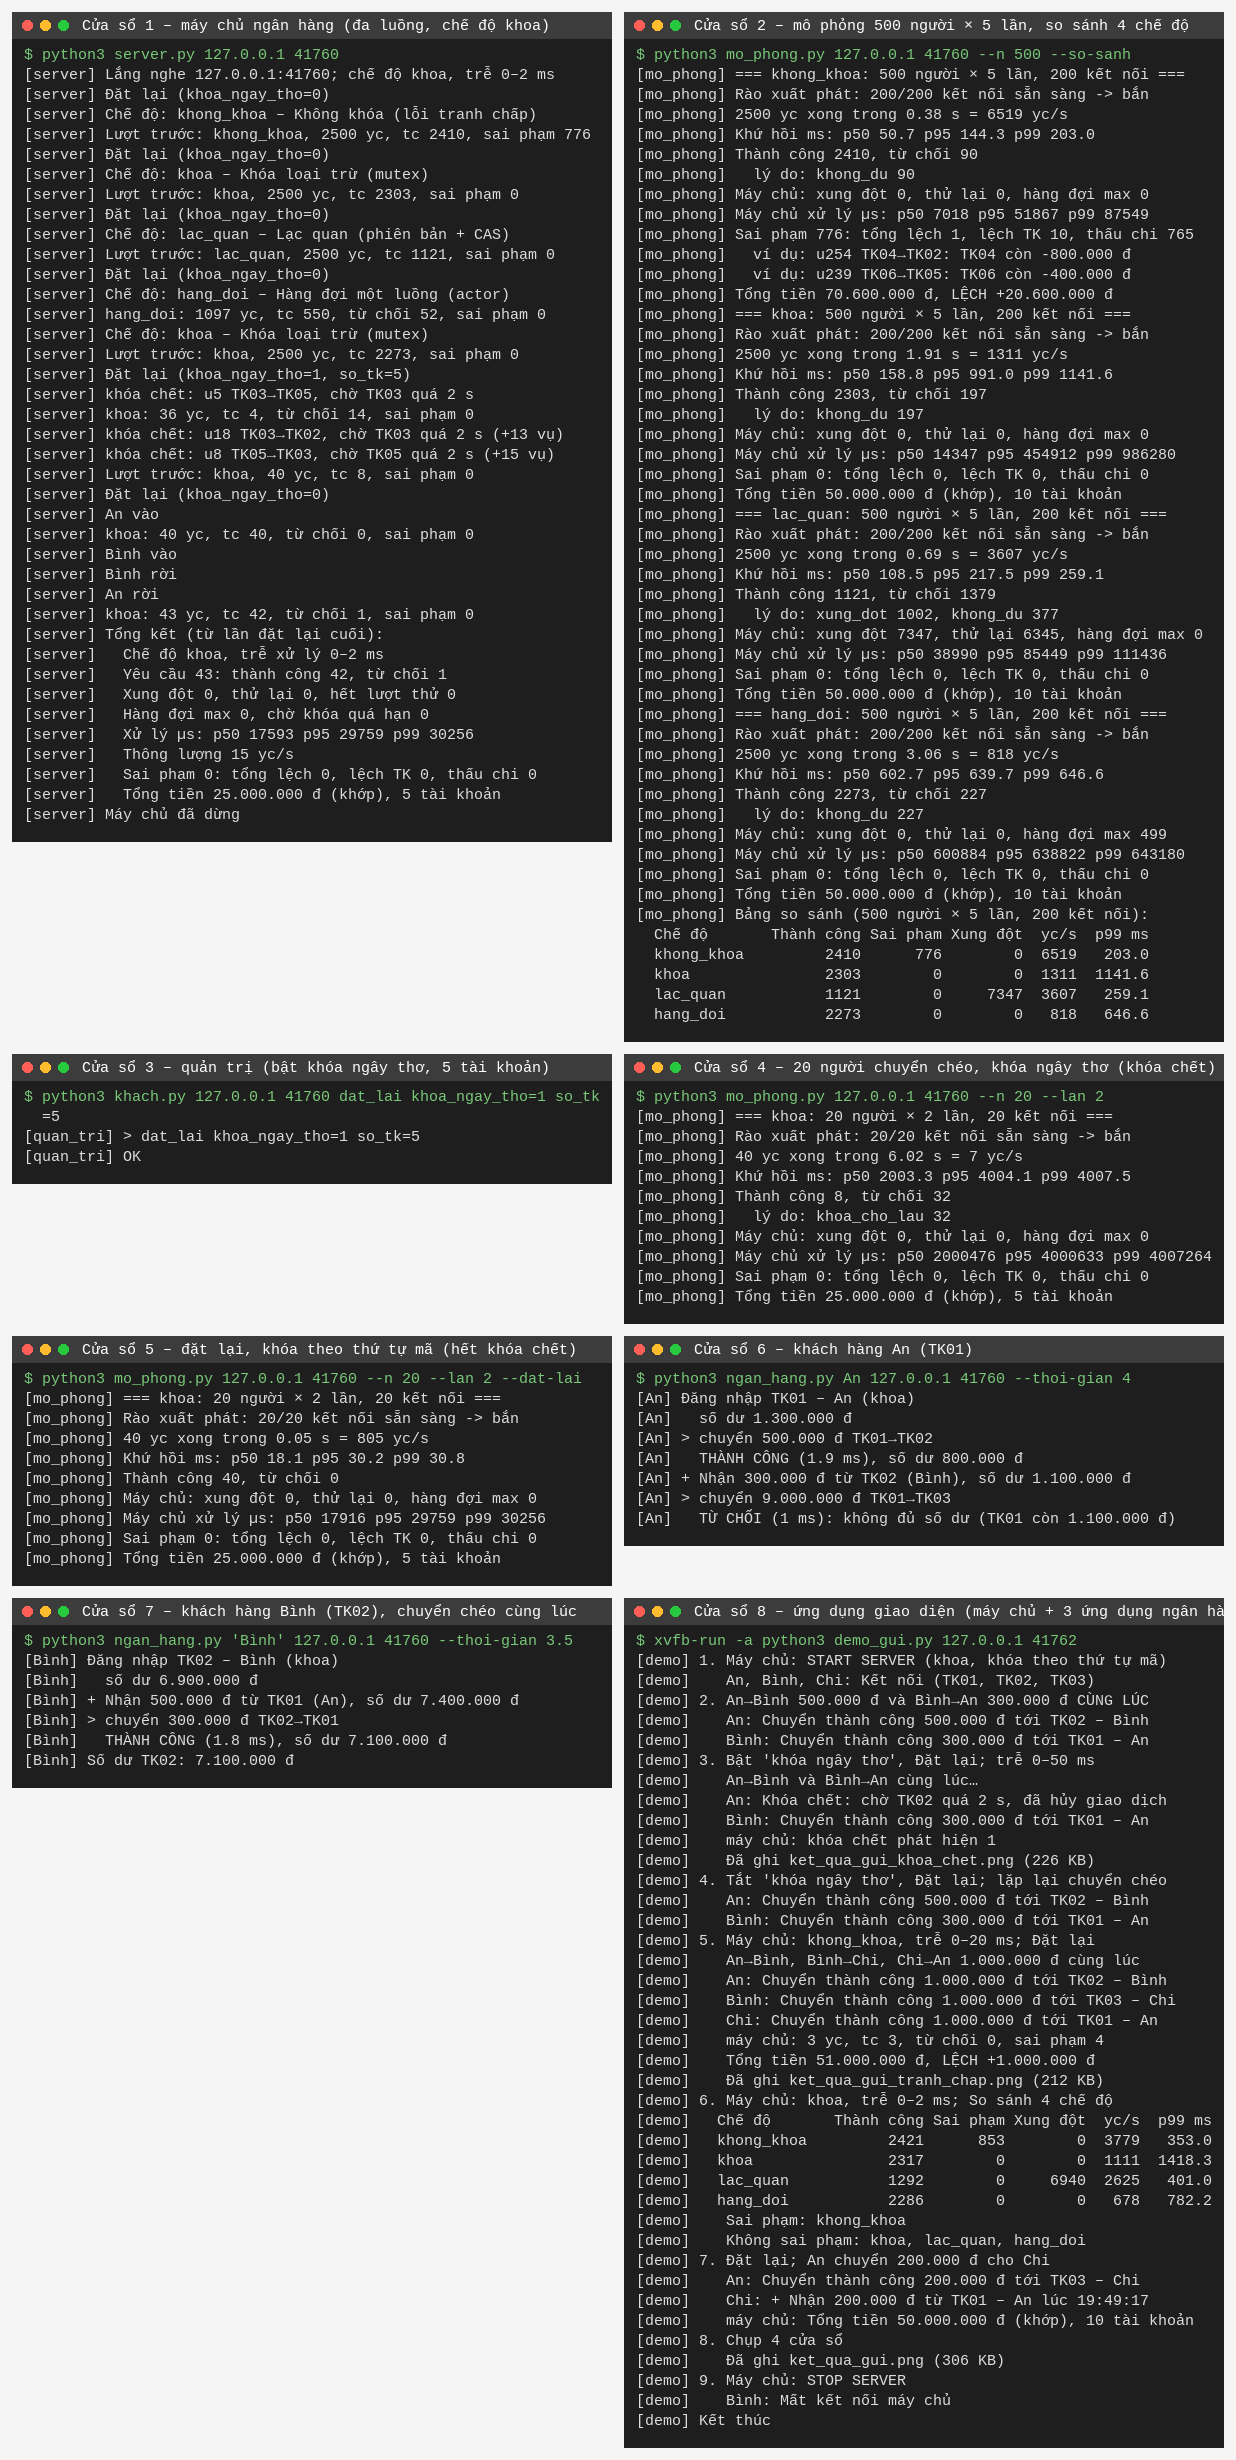 Cửa sổ 1 – máy chủ ngân hàng (đa luồng, chế độ khoa)
$ python3 server.py 127.0.0.1 41760
[server] Lắng nghe 127.0.0.1:41760; chế độ khoa, trễ 0–2 ms
[server] Đặt lại (khoa_ngay_tho=0)
[server] Chế độ: khong_khoa – Không khóa (lỗi tranh chấp)
[server] Lượt trước: khong_khoa, 2500 yc, tc 2410, sai phạm 776
[server] Đặt lại (khoa_ngay_tho=0)
[server] Chế độ: khoa – Khóa loại trừ (mutex)
[server] Lượt trước: khoa, 2500 yc, tc 2303, sai phạm 0
[server] Đặt lại (khoa_ngay_tho=0)
[server] Chế độ: lac_quan – Lạc quan (phiên bản + CAS)
[server] Lượt trước: lac_quan, 2500 yc, tc 1121, sai phạm 0
[server] Đặt lại (khoa_ngay_tho=0)
[server] Chế độ: hang_doi – Hàng đợi một luồng (actor)
[server] hang_doi: 1097 yc, tc 550, từ chối 52, sai phạm 0
[server] Chế độ: khoa – Khóa loại trừ (mutex)
[server] Lượt trước: khoa, 2500 yc, tc 2273, sai phạm 0
[server] Đặt lại (khoa_ngay_tho=1, so_tk=5)
[server] khóa chết: u5 TK03→TK05, chờ TK03 quá 2 s
[server] khoa: 36 yc, tc 4, từ chối 14, sai phạm 0
[server] khóa chết: u18 TK03→TK02, chờ TK03 quá 2 s (+13 vụ)
[server] khóa chết: u8 TK05→TK03, chờ TK05 quá 2 s (+15 vụ)
[server] Lượt trước: khoa, 40 yc, tc 8, sai phạm 0
[server] Đặt lại (khoa_ngay_tho=0)
[server] An vào
[server] khoa: 40 yc, tc 40, từ chối 0, sai phạm 0
[server] Bình vào
[server] Bình rời
[server] An rời
[server] khoa: 43 yc, tc 42, từ chối 1, sai phạm 0
[server] Tổng kết (từ lần đặt lại cuối):
[server]   Chế độ khoa, trễ xử lý 0–2 ms
[server]   Yêu cầu 43: thành công 42, từ chối 1
[server]   Xung đột 0, thử lại 0, hết lượt thử 0
[server]   Hàng đợi max 0, chờ khóa quá hạn 0
[server]   Xử lý µs: p50 17593 p95 29759 p99 30256
[server]   Thông lượng 15 yc/s
[server]   Sai phạm 0: tổng lệch 0, lệch TK 0, thấu chi 0
[server]   Tổng tiền 25.000.000 đ (khớp), 5 tài khoản
[server] Máy chủ đã dừng
Cửa sổ 2 – mô phỏng 500 người × 5 lần, so sánh 4 chế độ
$ python3 mo_phong.py 127.0.0.1 41760 --n 500 --so-sanh
[mo_phong] === khong_khoa: 500 người × 5 lần, 200 kết nối ===
[mo_phong] Rào xuất phát: 200/200 kết nối sẵn sàng -> bắn
[mo_phong] 2500 yc xong trong 0.38 s = 6519 yc/s
[mo_phong] Khứ hồi ms: p50 50.7 p95 144.3 p99 203.0
[mo_phong] Thành công 2410, từ chối 90
[mo_phong]   lý do: khong_du 90
[mo_phong] Máy chủ: xung đột 0, thử lại 0, hàng đợi max 0
[mo_phong] Máy chủ xử lý µs: p50 7018 p95 51867 p99 87549
[mo_phong] Sai phạm 776: tổng lệch 1, lệch TK 10, thấu chi 765
[mo_phong]   ví dụ: u254 TK04→TK02: TK04 còn -800.000 đ
[mo_phong]   ví dụ: u239 TK06→TK05: TK06 còn -400.000 đ
[mo_phong] Tổng tiền 70.600.000 đ, LỆCH +20.600.000 đ
[mo_phong] === khoa: 500 người × 5 lần, 200 kết nối ===
[mo_phong] Rào xuất phát: 200/200 kết nối sẵn sàng -> bắn
[mo_phong] 2500 yc xong trong 1.91 s = 1311 yc/s
[mo_phong] Khứ hồi ms: p50 158.8 p95 991.0 p99 1141.6
[mo_phong] Thành công 2303, từ chối 197
[mo_phong]   lý do: khong_du 197
[mo_phong] Máy chủ: xung đột 0, thử lại 0, hàng đợi max 0
[mo_phong] Máy chủ xử lý µs: p50 14347 p95 454912 p99 986280
[mo_phong] Sai phạm 0: tổng lệch 0, lệch TK 0, thấu chi 0
[mo_phong] Tổng tiền 50.000.000 đ (khớp), 10 tài khoản
[mo_phong] === lac_quan: 500 người × 5 lần, 200 kết nối ===
[mo_phong] Rào xuất phát: 200/200 kết nối sẵn sàng -> bắn
[mo_phong] 2500 yc xong trong 0.69 s = 3607 yc/s
[mo_phong] Khứ hồi ms: p50 108.5 p95 217.5 p99 259.1
[mo_phong] Thành công 1121, từ chối 1379
[mo_phong]   lý do: xung_dot 1002, khong_du 377
[mo_phong] Máy chủ: xung đột 7347, thử lại 6345, hàng đợi max 0
[mo_phong] Máy chủ xử lý µs: p50 38990 p95 85449 p99 111436
[mo_phong] Sai phạm 0: tổng lệch 0, lệch TK 0, thấu chi 0
[mo_phong] Tổng tiền 50.000.000 đ (khớp), 10 tài khoản
[mo_phong] === hang_doi: 500 người × 5 lần, 200 kết nối ===
[mo_phong] Rào xuất phát: 200/200 kết nối sẵn sàng -> bắn
[mo_phong] 2500 yc xong trong 3.06 s = 818 yc/s
[mo_phong] Khứ hồi ms: p50 602.7 p95 639.7 p99 646.6
[mo_phong] Thành công 2273, từ chối 227
[mo_phong]   lý do: khong_du 227
[mo_phong] Máy chủ: xung đột 0, thử lại 0, hàng đợi max 499
[mo_phong] Máy chủ xử lý µs: p50 600884 p95 638822 p99 643180
[mo_phong] Sai phạm 0: tổng lệch 0, lệch TK 0, thấu chi 0
[mo_phong] Tổng tiền 50.000.000 đ (khớp), 10 tài khoản
[mo_phong] Bảng so sánh (500 người × 5 lần, 200 kết nối):
Chế độ       Thành công Sai phạm Xung đột  yc/s  p99 ms
khong_khoa         2410      776        0  6519   203.0
khoa               2303        0        0  1311  1141.6
lac_quan           1121        0     7347  3607   259.1
hang_doi           2273        0        0   818   646.6
Cửa sổ 3 – quản trị (bật khóa ngây thơ, 5 tài khoản)
$ python3 khach.py 127.0.0.1 41760 dat_lai khoa_ngay_tho=1 so_tk
=5
[quan_tri] > dat_lai khoa_ngay_tho=1 so_tk=5
[quan_tri] OK
Cửa sổ 4 – 20 người chuyển chéo, khóa ngây thơ (khóa chết)
$ python3 mo_phong.py 127.0.0.1 41760 --n 20 --lan 2
[mo_phong] === khoa: 20 người × 2 lần, 20 kết nối ===
[mo_phong] Rào xuất phát: 20/20 kết nối sẵn sàng -> bắn
[mo_phong] 40 yc xong trong 6.02 s = 7 yc/s
[mo_phong] Khứ hồi ms: p50 2003.3 p95 4004.1 p99 4007.5
[mo_phong] Thành công 8, từ chối 32
[mo_phong]   lý do: khoa_cho_lau 32
[mo_phong] Máy chủ: xung đột 0, thử lại 0, hàng đợi max 0
[mo_phong] Máy chủ xử lý µs: p50 2000476 p95 4000633 p99 4007264
[mo_phong] Sai phạm 0: tổng lệch 0, lệch TK 0, thấu chi 0
[mo_phong] Tổng tiền 25.000.000 đ (khớp), 5 tài khoản
Cửa sổ 5 – đặt lại, khóa theo thứ tự mã (hết khóa chết)
$ python3 mo_phong.py 127.0.0.1 41760 --n 20 --lan 2 --dat-lai
[mo_phong] === khoa: 20 người × 2 lần, 20 kết nối ===
[mo_phong] Rào xuất phát: 20/20 kết nối sẵn sàng -> bắn
[mo_phong] 40 yc xong trong 0.05 s = 805 yc/s
[mo_phong] Khứ hồi ms: p50 18.1 p95 30.2 p99 30.8
[mo_phong] Thành công 40, từ chối 0
[mo_phong] Máy chủ: xung đột 0, thử lại 0, hàng đợi max 0
[mo_phong] Máy chủ xử lý µs: p50 17916 p95 29759 p99 30256
[mo_phong] Sai phạm 0: tổng lệch 0, lệch TK 0, thấu chi 0
[mo_phong] Tổng tiền 25.000.000 đ (khớp), 5 tài khoản
Cửa sổ 6 – khách hàng An (TK01)
$ python3 ngan_hang.py An 127.0.0.1 41760 --thoi-gian 4
[An] Đăng nhập TK01 – An (khoa)
[An]   số dư 1.300.000 đ
[An] > chuyển 500.000 đ TK01→TK02
[An]   THÀNH CÔNG (1.9 ms), số dư 800.000 đ
[An] + Nhận 300.000 đ từ TK02 (Bình), số dư 1.100.000 đ
[An] > chuyển 9.000.000 đ TK01→TK03
[An]   TỪ CHỐI (1 ms): không đủ số dư (TK01 còn 1.100.000 đ)
Cửa sổ 7 – khách hàng Bình (TK02), chuyển chéo cùng lúc
$ python3 ngan_hang.py 'Bình' 127.0.0.1 41760 --thoi-gian 3.5
[Bình] Đăng nhập TK02 – Bình (khoa)
[Bình]   số dư 6.900.000 đ
[Bình] + Nhận 500.000 đ từ TK01 (An), số dư 7.400.000 đ
[Bình] > chuyển 300.000 đ TK02→TK01
[Bình]   THÀNH CÔNG (1.8 ms), số dư 7.100.000 đ
[Bình] Số dư TK02: 7.100.000 đ
Cửa sổ 8 – ứng dụng giao diện (máy chủ + 3 ứng dụng ngân hà
$ xvfb-run -a python3 demo_gui.py 127.0.0.1 41762
[demo] 1. Máy chủ: START SERVER (khoa, khóa theo thứ tự mã)
[demo]    An, Bình, Chi: Kết nối (TK01, TK02, TK03)
[demo] 2. An→Bình 500.000 đ và Bình→An 300.000 đ CÙNG LÚC
[demo]    An: Chuyển thành công 500.000 đ tới TK02 – Bình
[demo]    Bình: Chuyển thành công 300.000 đ tới TK01 – An
[demo] 3. Bật 'khóa ngây thơ', Đặt lại; trễ 0–50 ms
[demo]    An→Bình và Bình→An cùng lúc…
[demo]    An: Khóa chết: chờ TK02 quá 2 s, đã hủy giao dịch
[demo]    Bình: Chuyển thành công 300.000 đ tới TK01 – An
[demo]    máy chủ: khóa chết phát hiện 1
[demo]    Đã ghi ket_qua_gui_khoa_chet.png (226 KB)
[demo] 4. Tắt 'khóa ngây thơ', Đặt lại; lặp lại chuyển chéo
[demo]    An: Chuyển thành công 500.000 đ tới TK02 – Bình
[demo]    Bình: Chuyển thành công 300.000 đ tới TK01 – An
[demo] 5. Máy chủ: khong_khoa, trễ 0–20 ms; Đặt lại
[demo]    An→Bình, Bình→Chi, Chi→An 1.000.000 đ cùng lúc
[demo]    An: Chuyển thành công 1.000.000 đ tới TK02 – Bình
[demo]    Bình: Chuyển thành công 1.000.000 đ tới TK03 – Chi
[demo]    Chi: Chuyển thành công 1.000.000 đ tới TK01 – An
[demo]    máy chủ: 3 yc, tc 3, từ chối 0, sai phạm 4
[demo]    Tổng tiền 51.000.000 đ, LỆCH +1.000.000 đ
[demo]    Đã ghi ket_qua_gui_tranh_chap.png (212 KB)
[demo] 6. Máy chủ: khoa, trễ 0–2 ms; So sánh 4 chế độ
[demo]   Chế độ       Thành công Sai phạm Xung đột  yc/s  p99 ms
[demo]   khong_khoa         2421      853        0  3779   353.0
[demo]   khoa               2317        0        0  1111  1418.3
[demo]   lac_quan           1292        0     6940  2625   401.0
[demo]   hang_doi           2286        0        0   678   782.2
[demo]    Sai phạm: khong_khoa
[demo]    Không sai phạm: khoa, lac_quan, hang_doi
[demo] 7. Đặt lại; An chuyển 200.000 đ cho Chi
[demo]    An: Chuyển thành công 200.000 đ tới TK03 – Chi
[demo]    Chi: + Nhận 200.000 đ từ TK01 – An lúc 19:49:17
[demo]    máy chủ: Tổng tiền 50.000.000 đ (khớp), 10 tài khoản
[demo] 8. Chụp 4 cửa sổ
[demo]    Đã ghi ket_qua_gui.png (306 KB)
[demo] 9. Máy chủ: STOP SERVER
[demo]    Bình: Mất kết nối máy chủ
[demo] Kết thúc